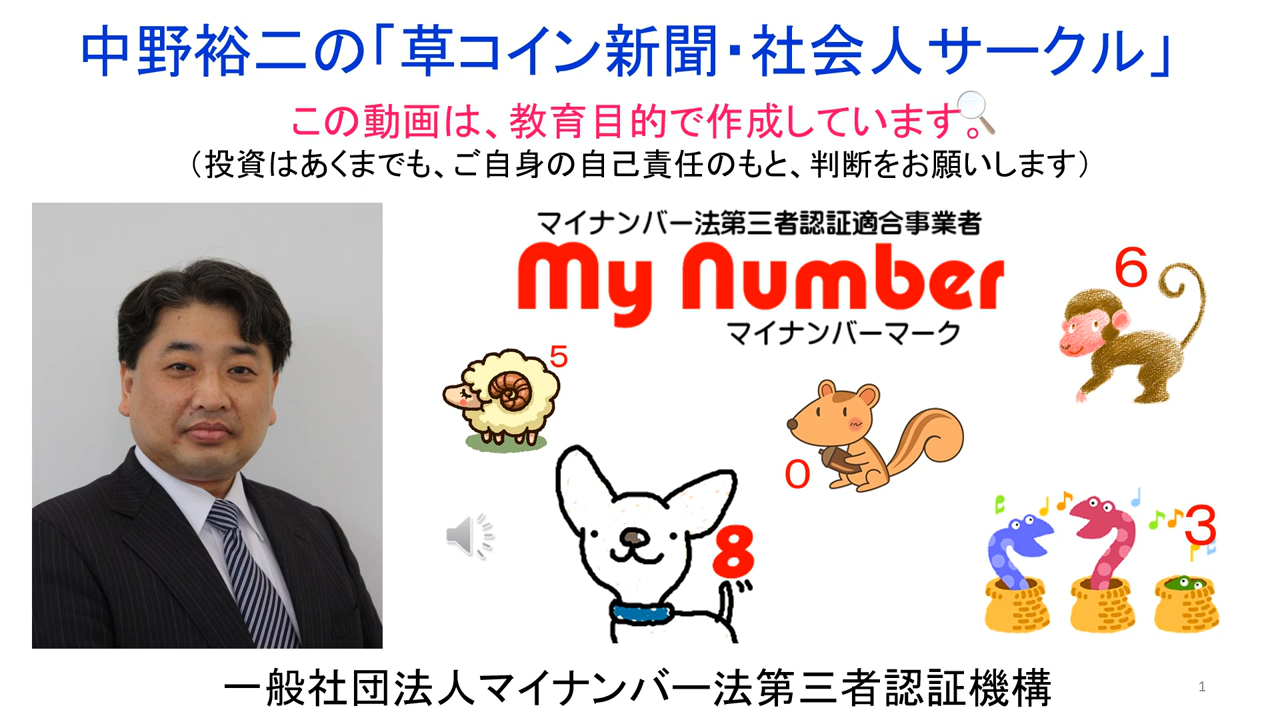 中野裕二の「草コイン新聞・社会人サークル」
この動画は、教育目的で作成しています。
（投資はあくまでも、ご自身の自己責任のもと、判断をお願いします）
マイナンバー法第三者認証適合事業者
My Number
マイナンバーマーク
6
5
0
3
8
一般社団法人マイナンバー法第三者認証機構
1